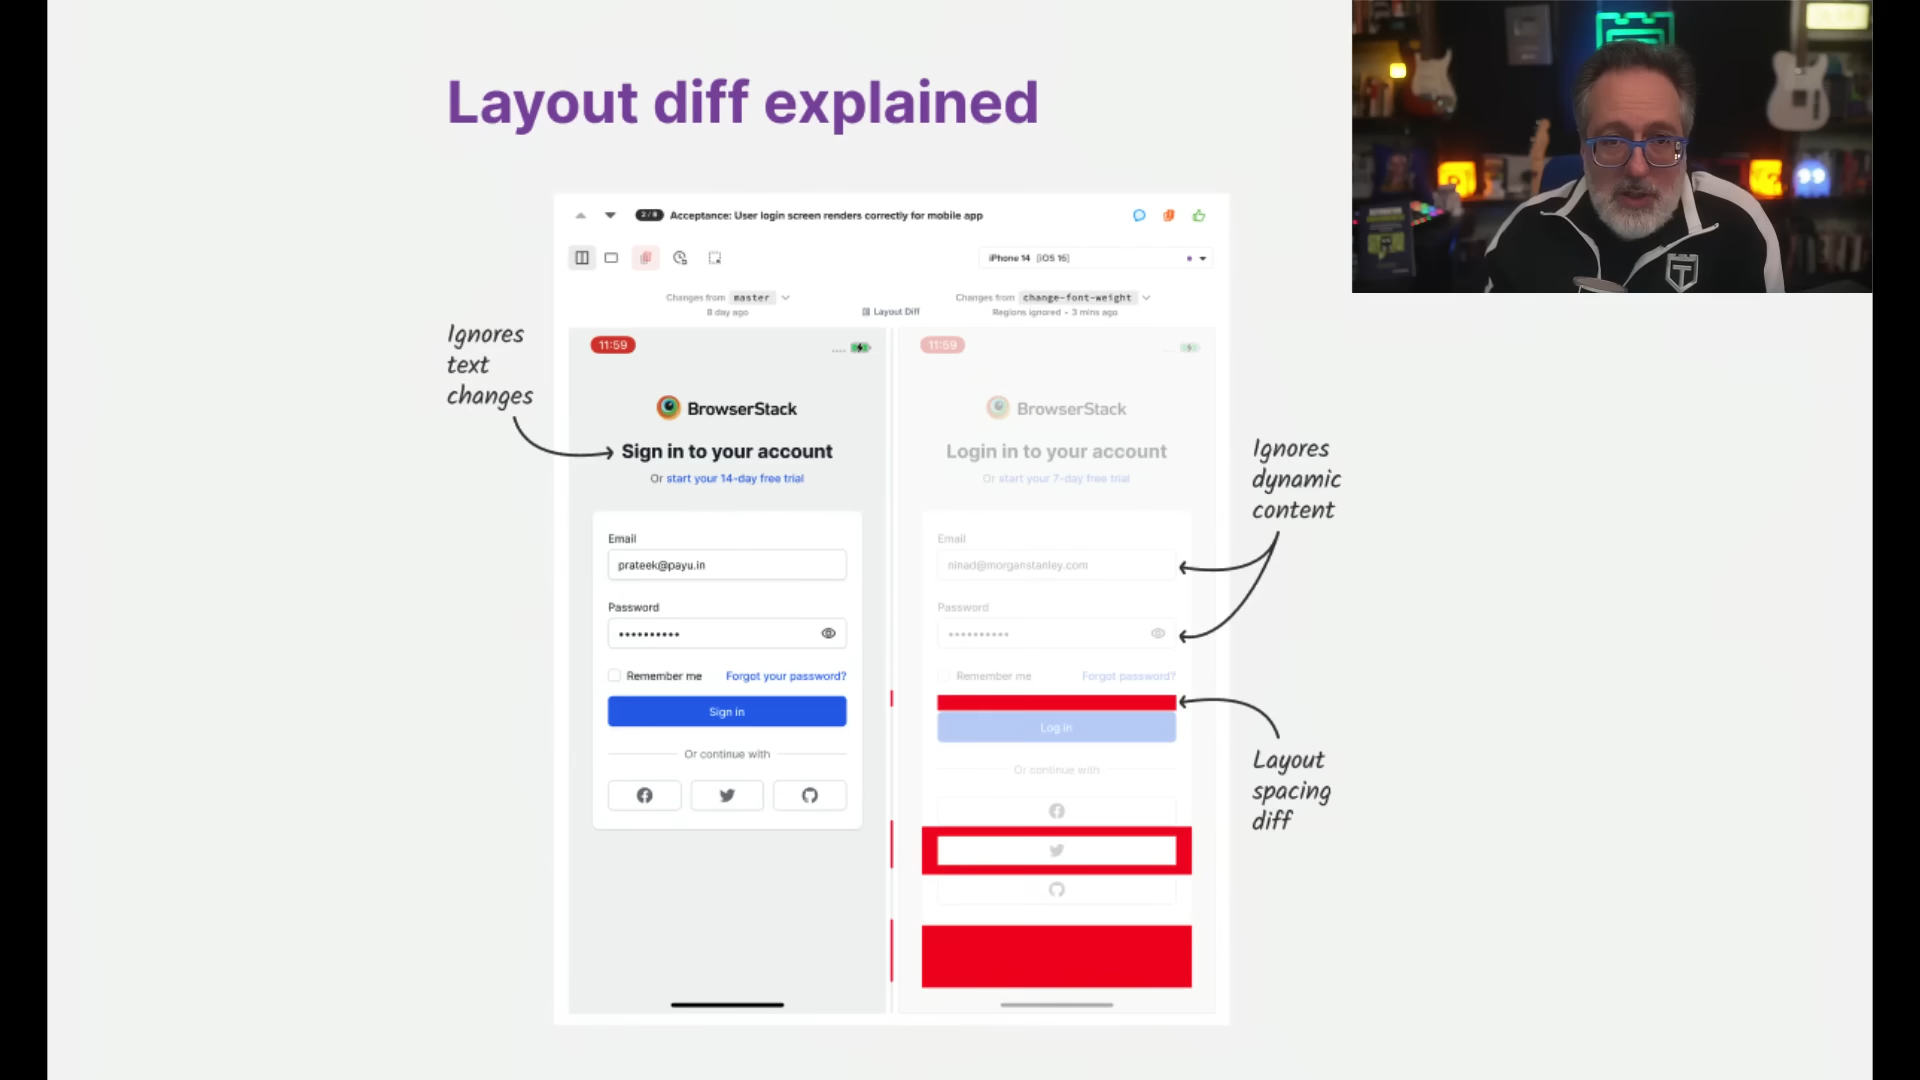 Layout diff explained
2/8 Acceptance: User login screen renders correctly for mobile app
iPhone 14 [iOS 16]
Changes from master
8 day ago
Layout Diff
Changes from change-font-weight
Regions ignored • 3 mins ago
Ignores
text
changes
11:59
BrowserStack
Sign in to your account
Or start your 14-day free trial
Email
prateek@payu.in
Password
Remember me Forgot your password?
Sign in
Or continue with
11:59
BrowserStack
Login in to your account
Or start your 7-day free trial
Email
ninad@morganstanley.com
Password
Remember me Forgot password?
Log in
Or continue with
Ignores
dynamic
content
Layout
spacing
diff
T